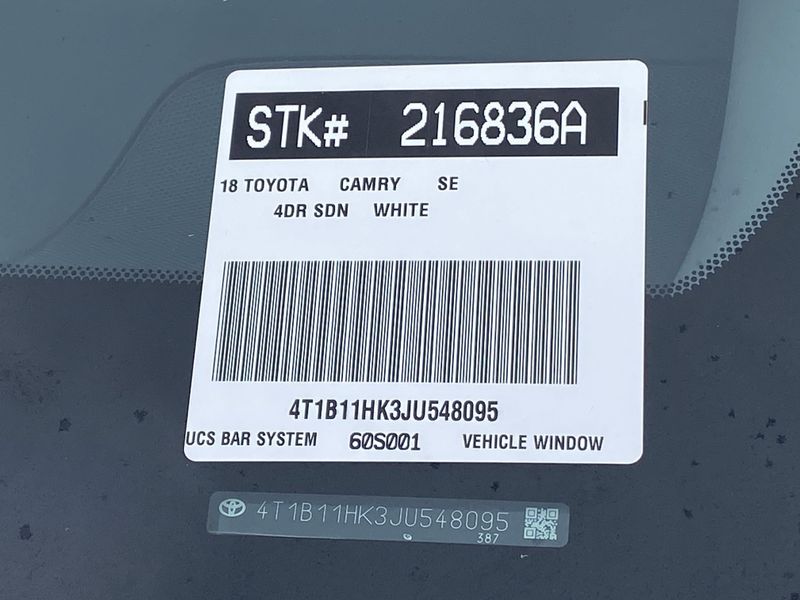 STK# 216836A
18 TOYOTA CAMRY SE
4DR SDN WHITE
4T1B11HK3JU548095
UCS BAR SYSTEM 60S001 VEHICLE WINDOW
4T1B11HK3JU548095
387